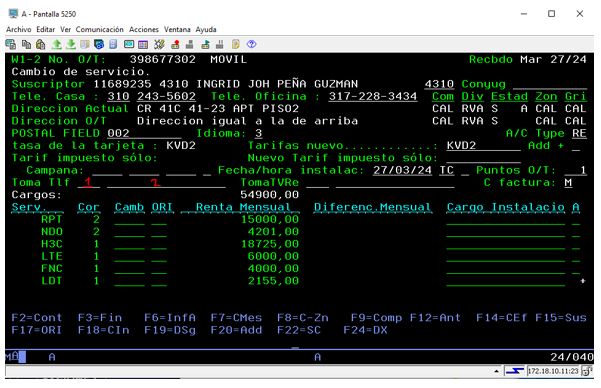 A - Pantalla 5250
Archivo Editar Ver Comunicación Acciones Ventana Ayuda
W1-2 No. O/T: 398677302 MOVIL Recbdo Mar 27/24
Cambio de servicio.
Suscriptor 11689235 4310 INGRID JOH PEÑA GUZMAN 4310 Conyug
Tele. Casa : 310 243-5602 Tele. Oficina : 317-228-3434 Com Div Estad Zon Gri
Direccion Actual CR 41C 41-23 APT PISO2 CAL RVA S A CAL CAL
Direccion O/T Direccion igual a la de arriba CAL RVA S CAL CAL
POSTAL FIELD 002 Idioma: 3 A/C Type RE
tasa de la tarjeta : KVD2 Tarifas nuevo............: KVD2 Add +
Tarif impuesto sólo: Nuevo Tarif impuesto sólo:
Campana: Fecha/hora instalac: 27/03/24 TC Puntos O/T: 1
Toma Tlf 1 2 TomaTVRe C factura: M
Cargos: 54900,00
Serv. Cor Camb ORI Renta Mensual Diferenc.Mensual Cargo Instalacio A
RPT 2 15000,00
NDO 2 4201,00
H3C 1 18725,00
LTE 1 6000,00
FNC 1 4000,00
LDT 1 2155,00 +
F2=Cont F3=Fin F6=InfA F7=CMes F8=C-Zn F9=Comp F12=Ant F14=CEf F15=Sus
F17=ORI F18=CIn F19=DSg F20=Add F22=SC F24=DX
A A 24/040
172.18.10.11:23